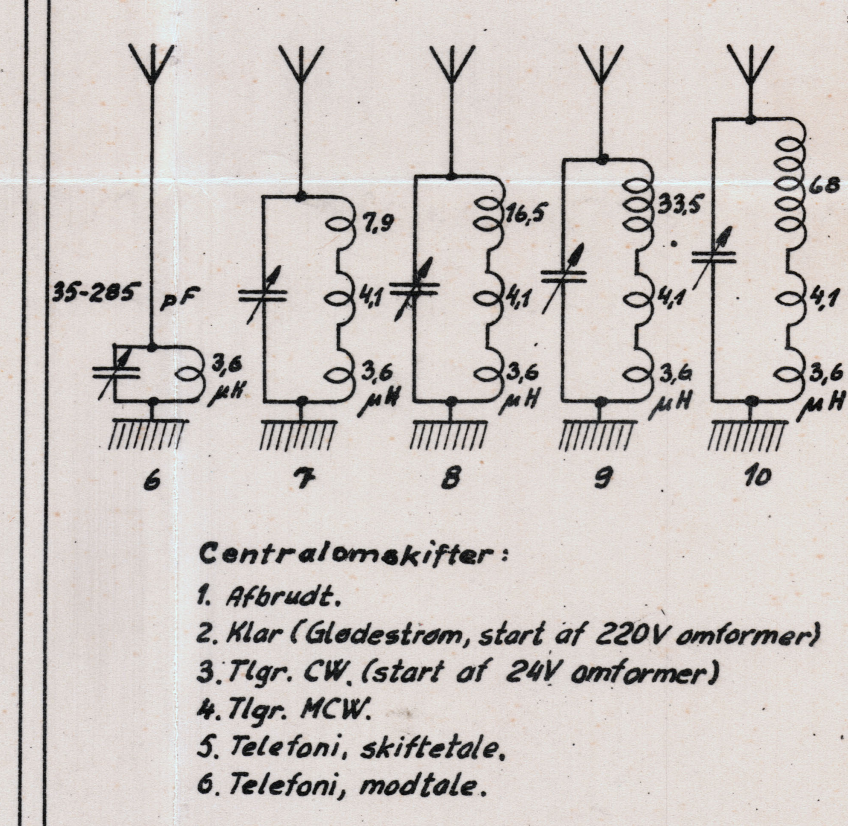 7,9 16,5 33,5 68
35-285 pF 4,1 4,1 4,1 4,1
3,6 3,6 3,6 3,6 3,6
μH μH μH μH μH
6 7 8 9 10
Centralomskifter:
1. Afbrudt.
2. Klar (Glødestrøm, start af 220V omformer)
3. Tlgr. CW. (start af 24V omformer)
4. Tlgr. MCW.
5. Telefoni, skiftetale.
6. Telefoni, modtale.